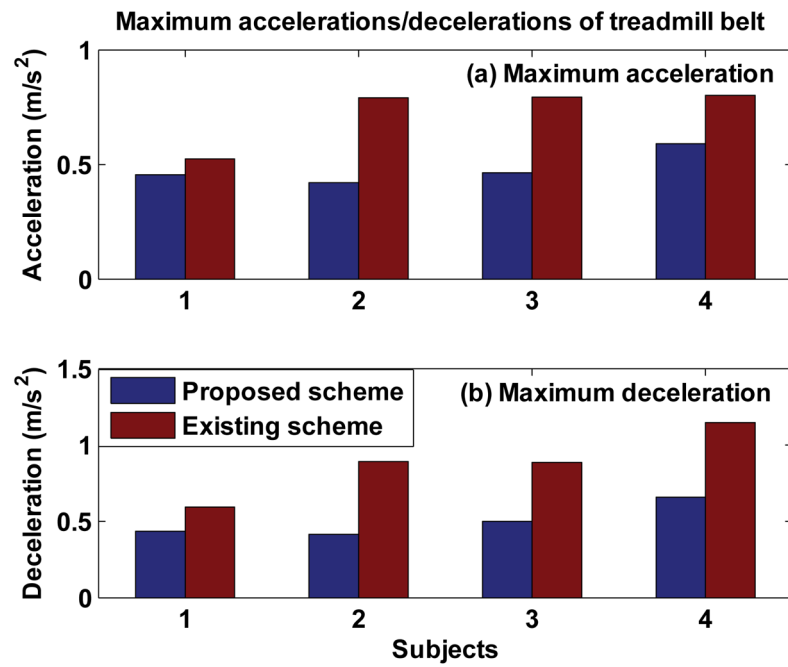 Maximum accelerations/decelerations of treadmill belt
1
(a) Maximum acceleration
Acceleration (m/s²)
0.5
0
1 2 3 4
1.5
Proposed scheme
(b) Maximum deceleration
Existing scheme
Deceleration (m/s²)
1
0.5
0
1 2 3 4
Subjects